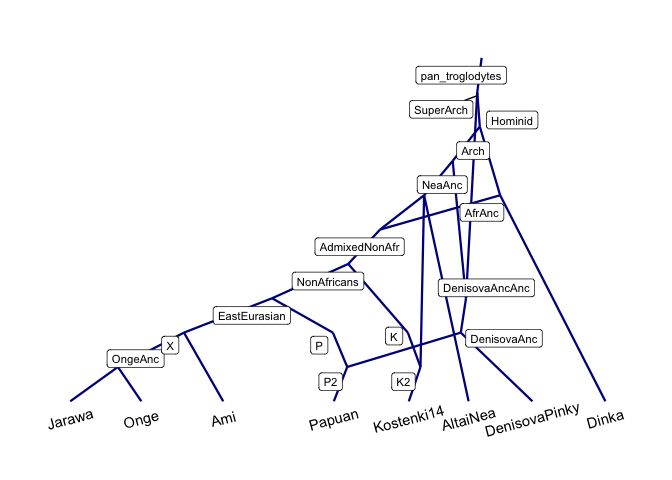 pan_troglodytes
SuperArch
Hominid
Arch
NeaAnc
AfrAnc
AdmixedNonAfr
NonAfricans
DenisovaAncAnc
EastEurasian
P
K
X
DenisovaAnc
OngeAnc
P2
K2
Jarawa
Onge
Ami
Papuan
Kostenki14
AltaiNea
DenisovaPinky
Dinka